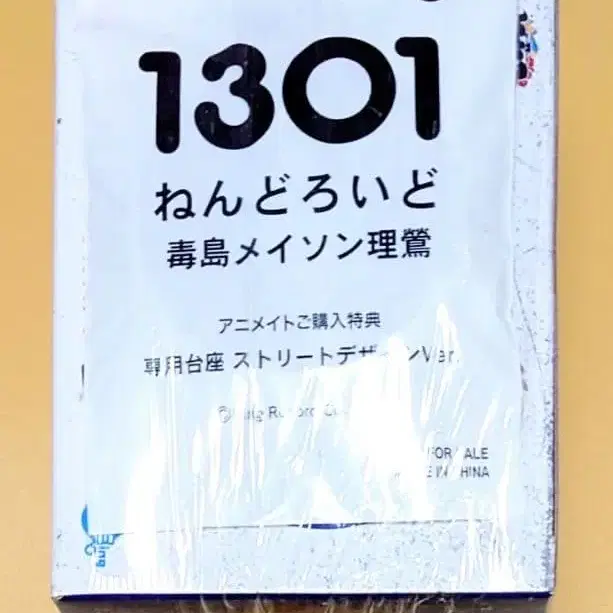 1301
ねんどろいど
毒島メイソン理鶯
アニメイトご購入特典
専用台座 ストリートデザインVer.